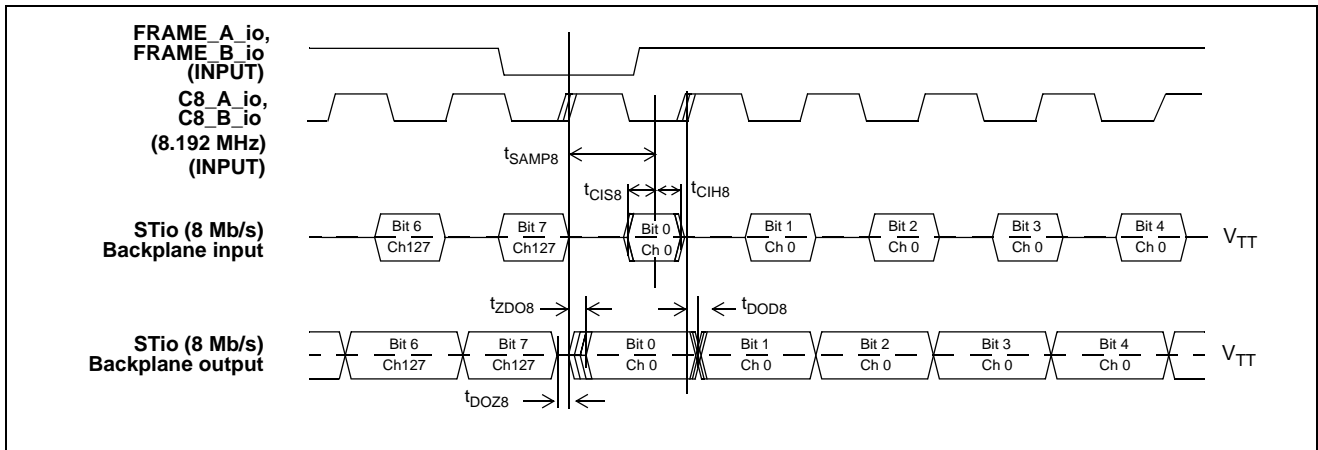 FRAME_A_io,
FRAME_B_io
(INPUT)
C8_A_io,
C8_B_io
(8.192 MHz)
(INPUT)
tSAMP8
tCIS8
tCIH8
STio (8 Mb/s)
Backplane input
Bit 6
Ch127
Bit 7
Ch127
Bit 0
Ch 0
Bit 1
Ch 0
Bit 2
Ch 0
Bit 3
Ch 0
Bit 4
Ch 0
VTT
tZDO8
tDOD8
STio (8 Mb/s)
Backplane output
Bit 6
Ch127
Bit 7
Ch127
Bit 0
Ch 0
Bit 1
Ch 0
Bit 2
Ch 0
Bit 3
Ch 0
Bit 4
Ch 0
VTT
tDOZ8